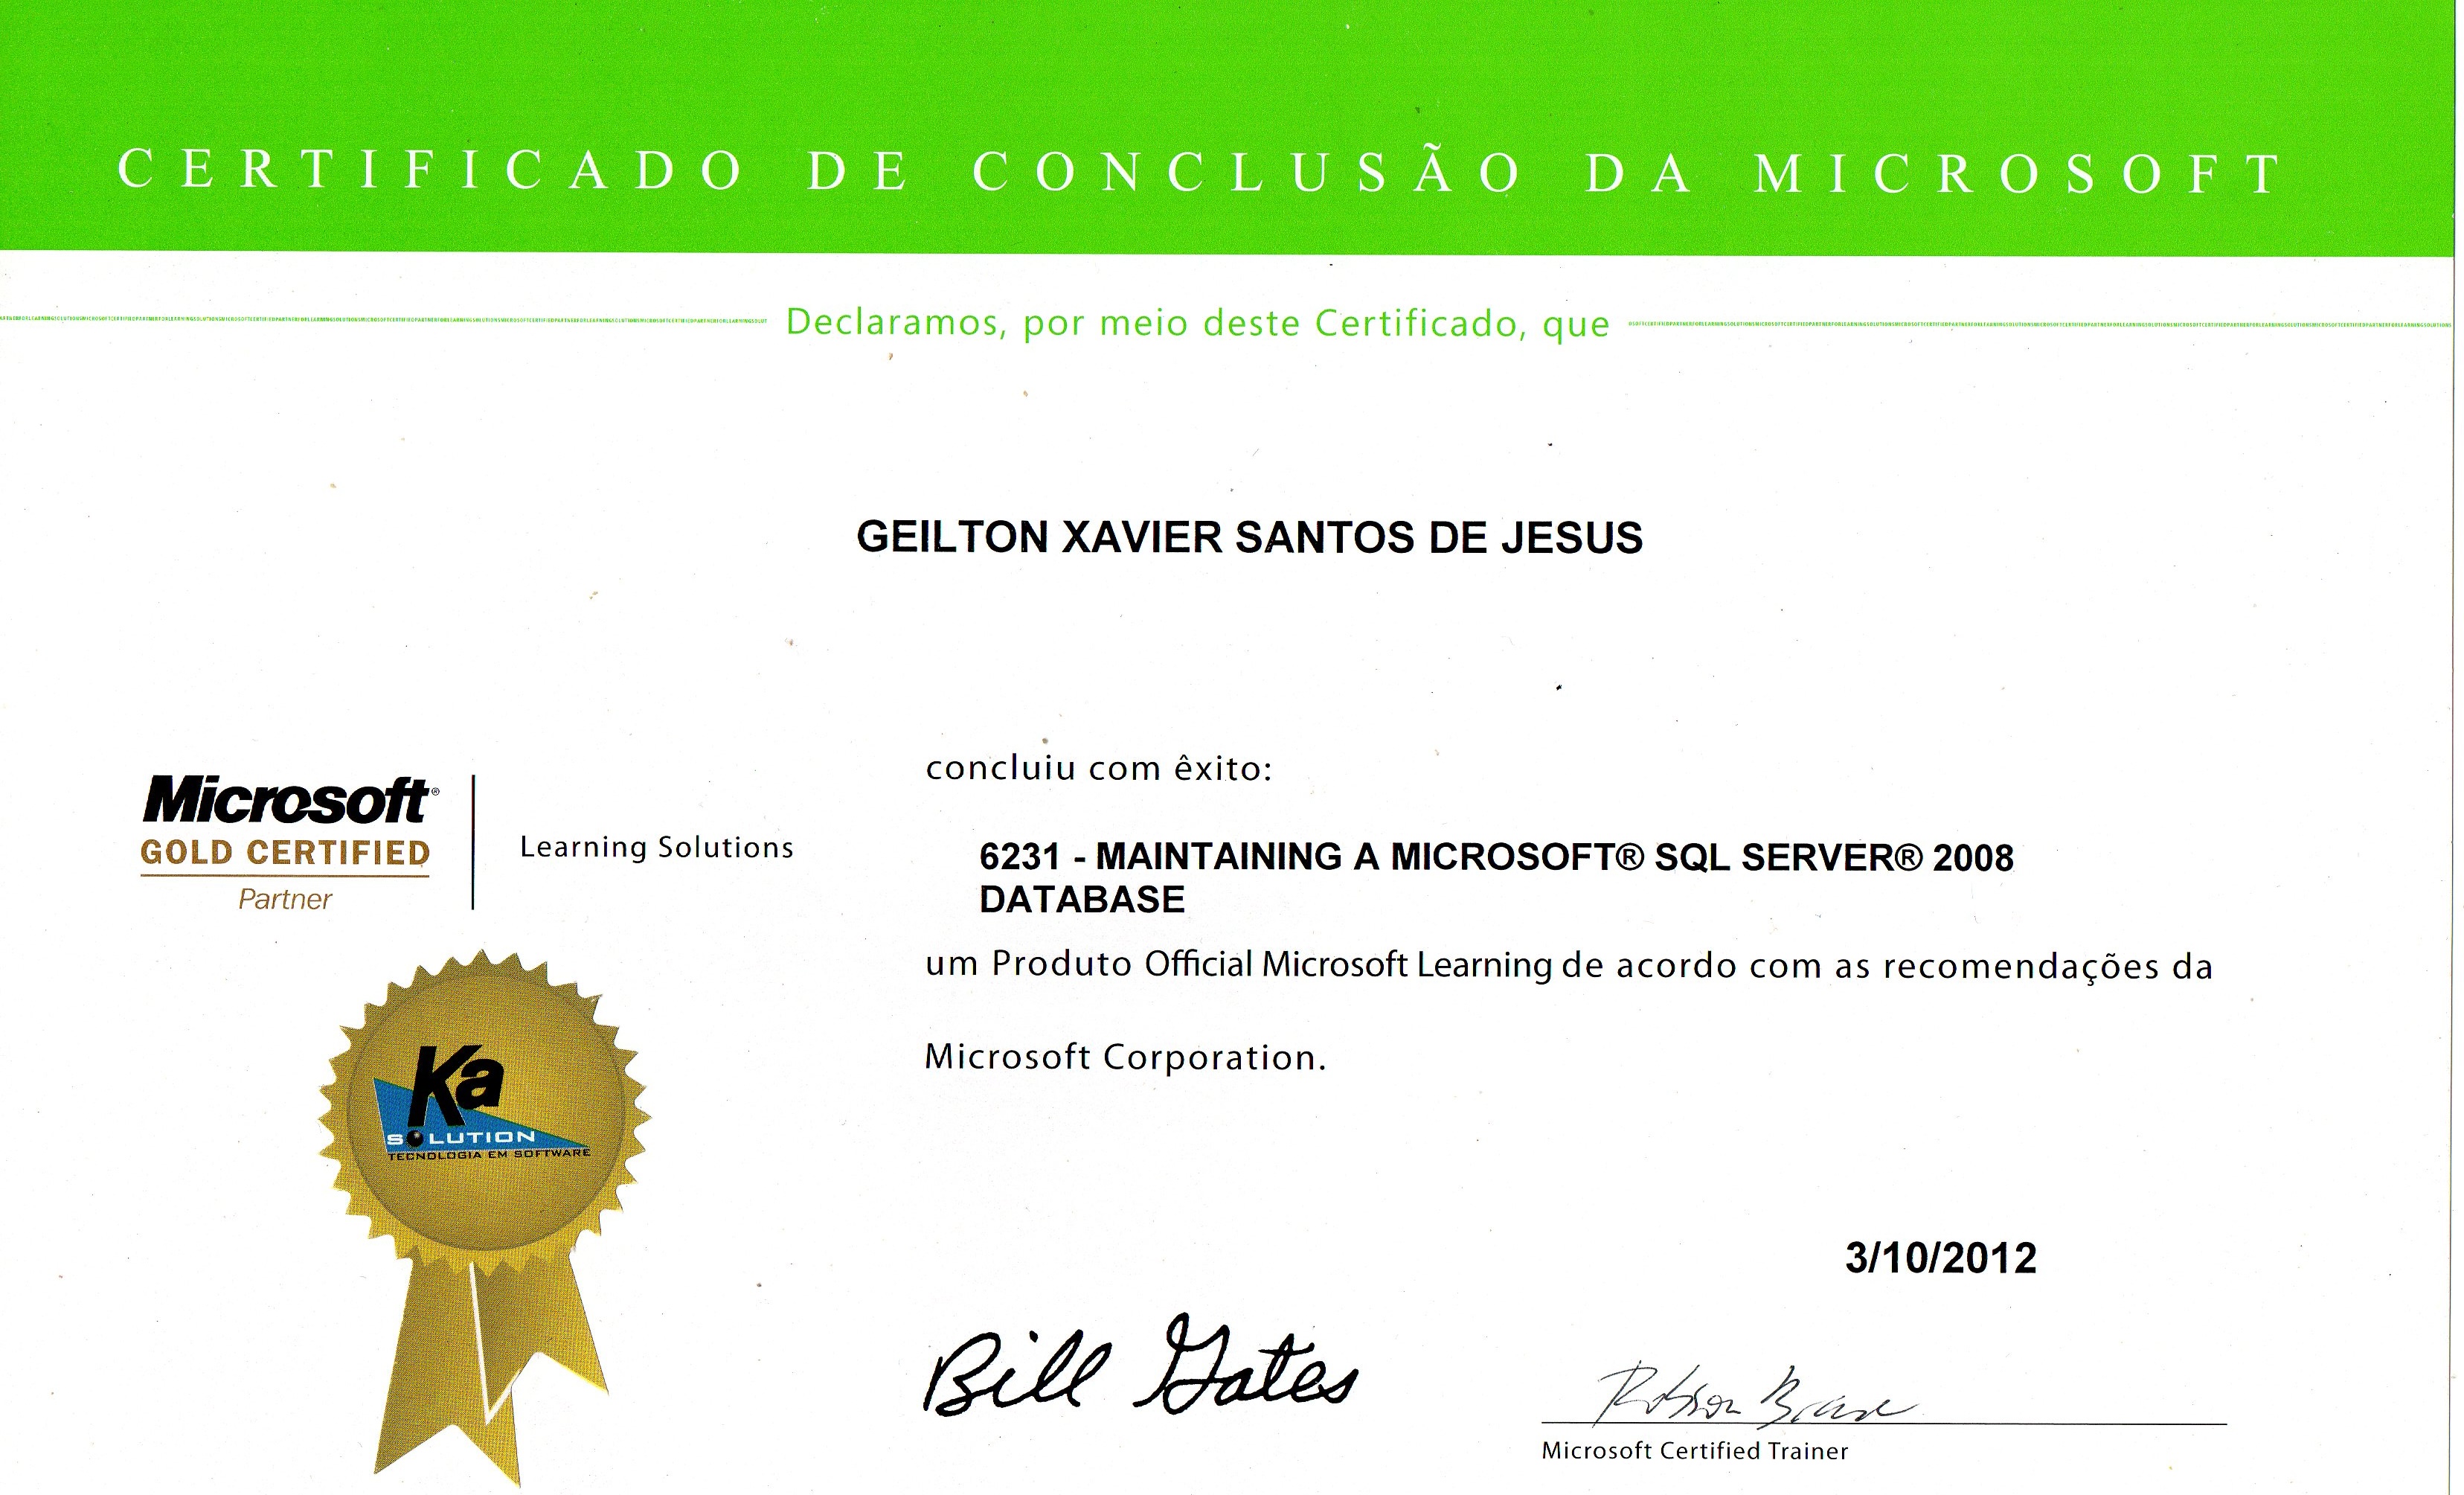 CERTIFICADO DE CONCLUSÃO DA MICROSOFT
Declaramos, por meio deste Certificado, que
GEILTON XAVIER SANTOS DE JESUS
concluiu com êxito:
Microsoft®
GOLD CERTIFIED
Partner
Learning Solutions
6231 - MAINTAINING A MICROSOFT® SQL SERVER® 2008
DATABASE
um Produto Official Microsoft Learning de acordo com as recomendações da
Microsoft Corporation.
Ka
SOLUTION
TECNOLOGIA EM SOFTWARE
3/10/2012
Bill Gates
Microsoft Certified Trainer